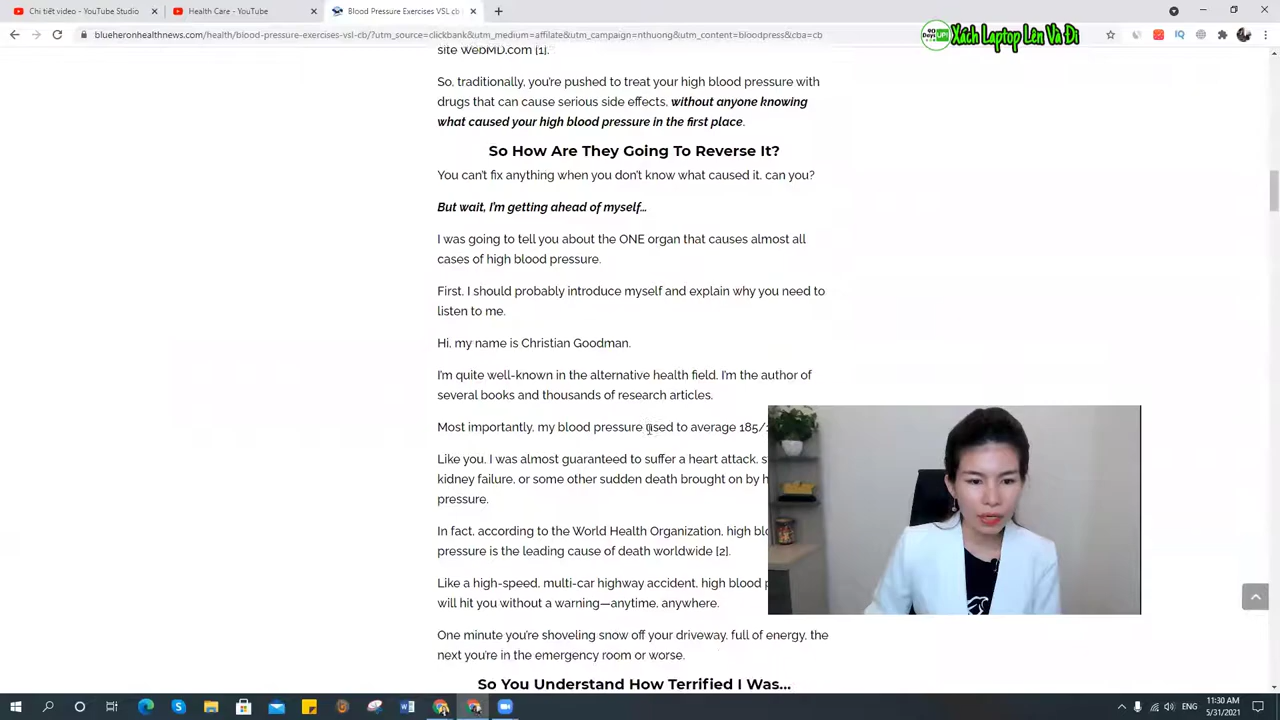 Chi tiết video - YouTube Studio
Health Care - YouTube
Blood Pressure Exercises VSL cb
blueheronhealthnews.com/health/blood-pressure-exercises-vsl-cb/?utm_source=clickbank&utm_medium=affilate&utm_campaign=nthuong&utm_content=bloodpress&cba=cb
90 Days UP! Xách Laptop Lên Và Đi
site WebMD.com [1].
So, traditionally, you're pushed to treat your high blood pressure with
drugs that can cause serious side effects, without anyone knowing
what caused your high blood pressure in the first place.
So How Are They Going To Reverse It?
You can't fix anything when you don't know what caused it, can you?
But wait, I'm getting ahead of myself...
I was going to tell you about the ONE organ that causes almost all
cases of high blood pressure.
First, I should probably introduce myself and explain why you need to
listen to me.
Hi, my name is Christian Goodman.
I'm quite well-known in the alternative health field. I'm the author of
several books and thousands of research articles.
Most importantly, my blood pressure used to average 185/
Like you, I was almost guaranteed to suffer a heart attack,
kidney failure, or some other sudden death brought on by
pressure.
In fact, according to the World Health Organization, high
pressure is the leading cause of death worldwide [2].
Like a high-speed, multi-car highway accident, high blood
will hit you without a warning—anytime, anywhere.
One minute you're shoveling snow off your driveway, full of energy, the
next you're in the emergency room or worse.
So You Understand How Terrified I Was...
ENG
11:30 AM
5/31/2021